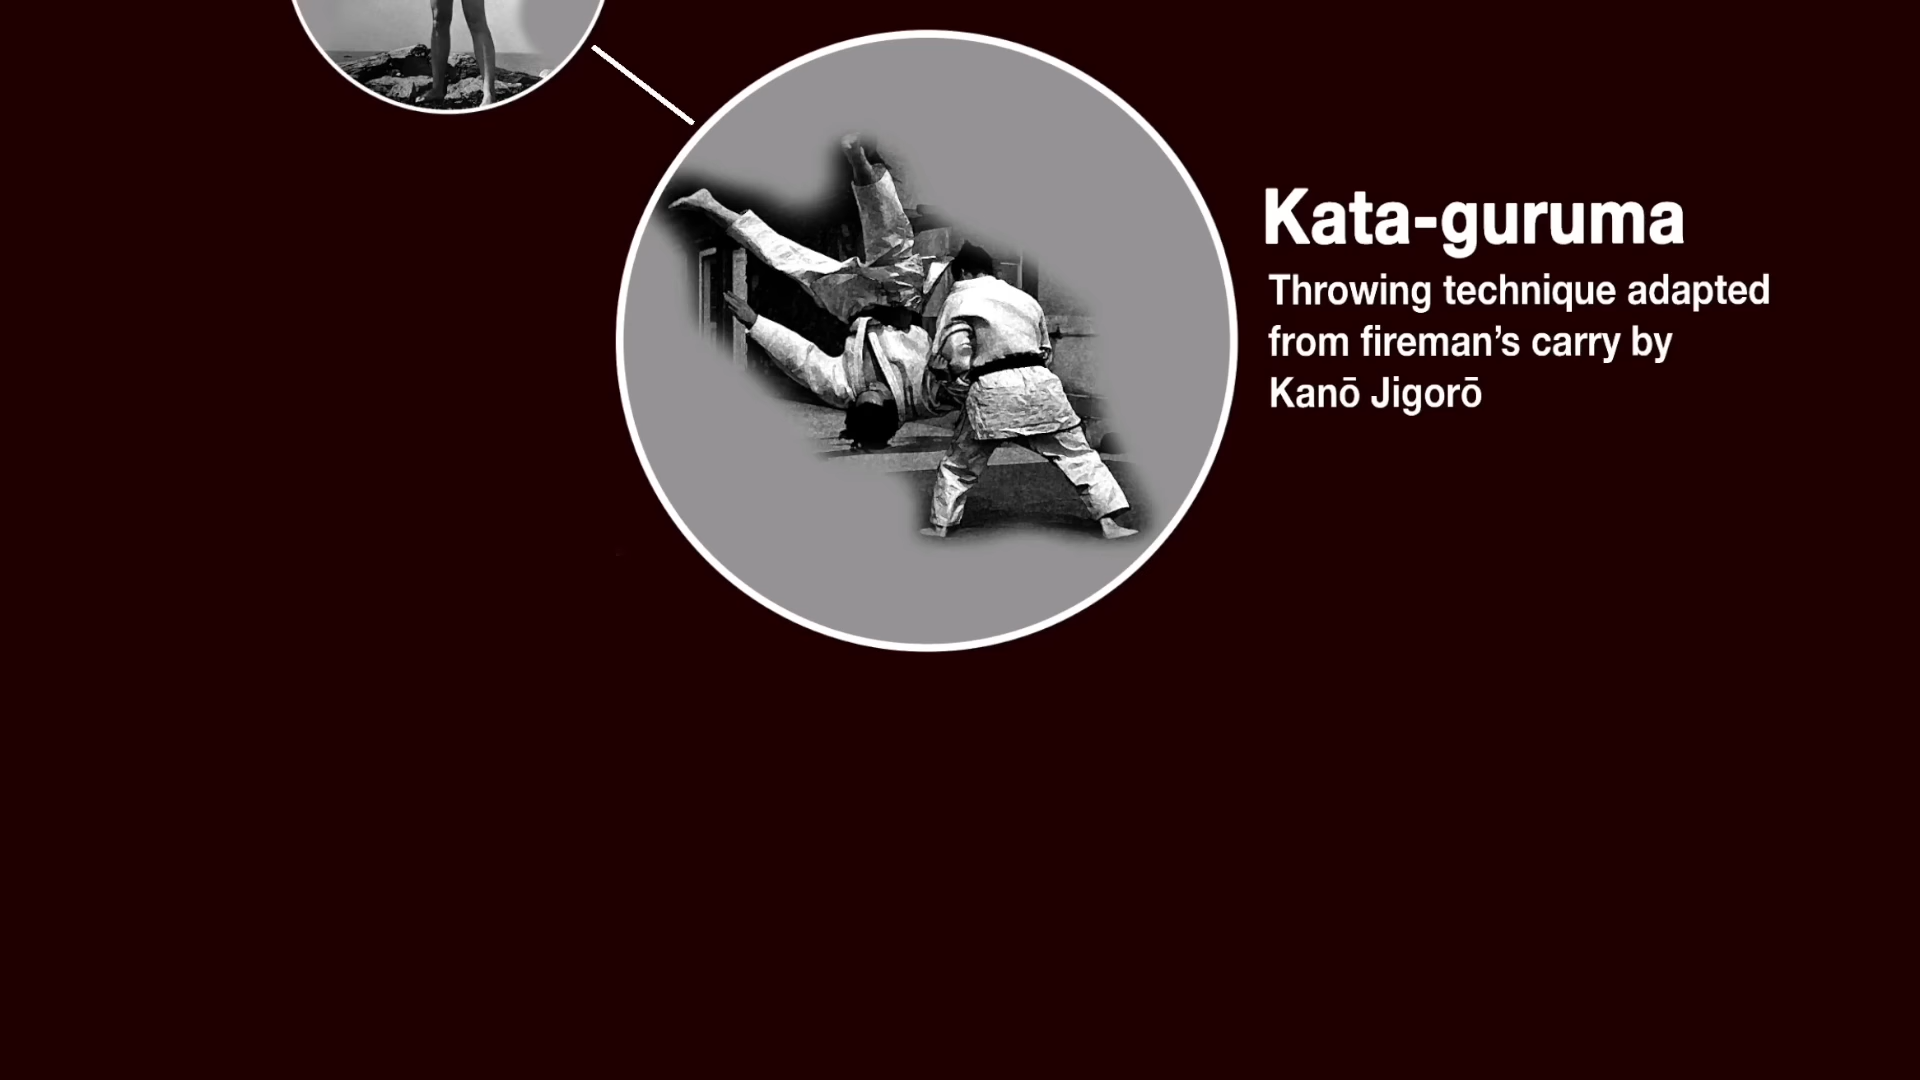 Kata-guruma
Throwing technique adapted
from fireman’s carry by
Kanō Jigorō